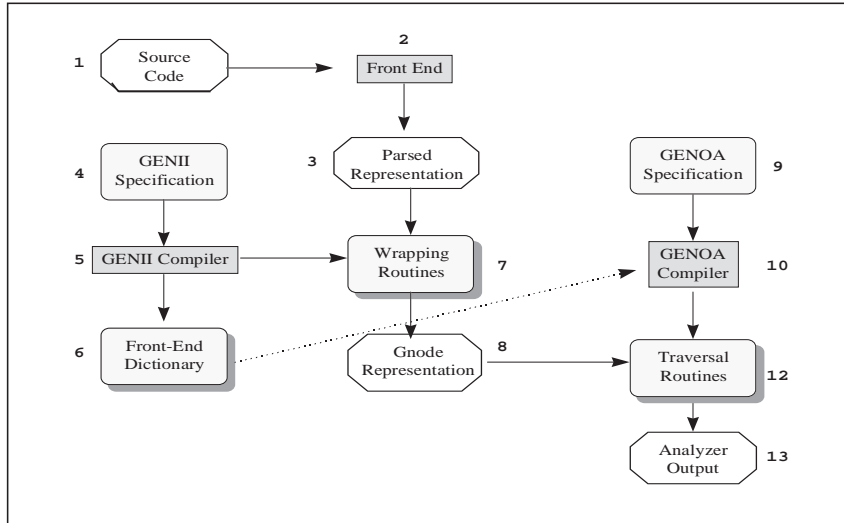 2
1
Source
Code
Front End
4
GENII
Specification
3
Parsed
Representation
GENOA
Specification
9
5
GENII Compiler
Wrapping
Routines
7
GENOA
Compiler
10
6
Front-End
Dictionary
Gnode
Representation
8
Traversal
Routines
12
Analyzer
Output
13